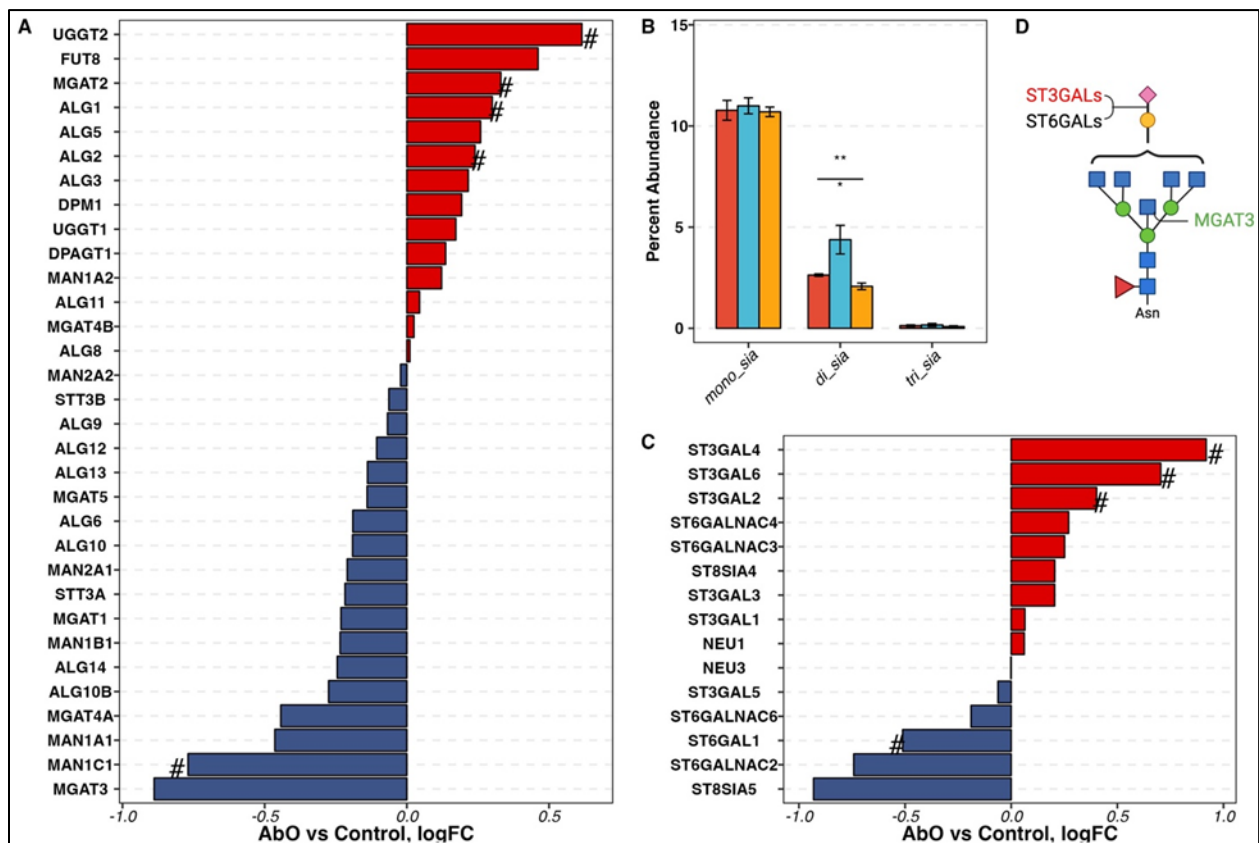 A
UGGT2
#
FUT8
MGAT2
#
ALG1
#
ALG5
ALG2
#
ALG3
DPM1
UGGT1
DPAGT1
MAN1A2
ALG11
MGAT4B
ALG8
MAN2A2
STT3B
ALG9
ALG12
ALG13
MGAT5
ALG6
ALG10
MAN2A1
STT3A
MGAT1
MAN1B1
ALG14
ALG10B
MGAT4A
MAN1A1
MAN1C1
#
MGAT3
-1.0 -0.5 0.0 0.5
AbO vs Control, logFC
B
Percent Abundance
15
10
5
0
**
*
mono_sia
di_sia
tri_sia
D
ST3GALs
ST6GALs
MGAT3
Asn
C
ST3GAL4
#
ST3GAL6
#
ST3GAL2
#
ST6GALNAC4
ST6GALNAC3
ST8SIA4
ST3GAL3
ST3GAL1
NEU1
NEU3
ST3GAL5
ST6GALNAC6
ST6GAL1
#
ST6GALNAC2
ST8SIA5
-1.0 -0.5 0.0 0.5 1.0
AbO vs Control, logFC